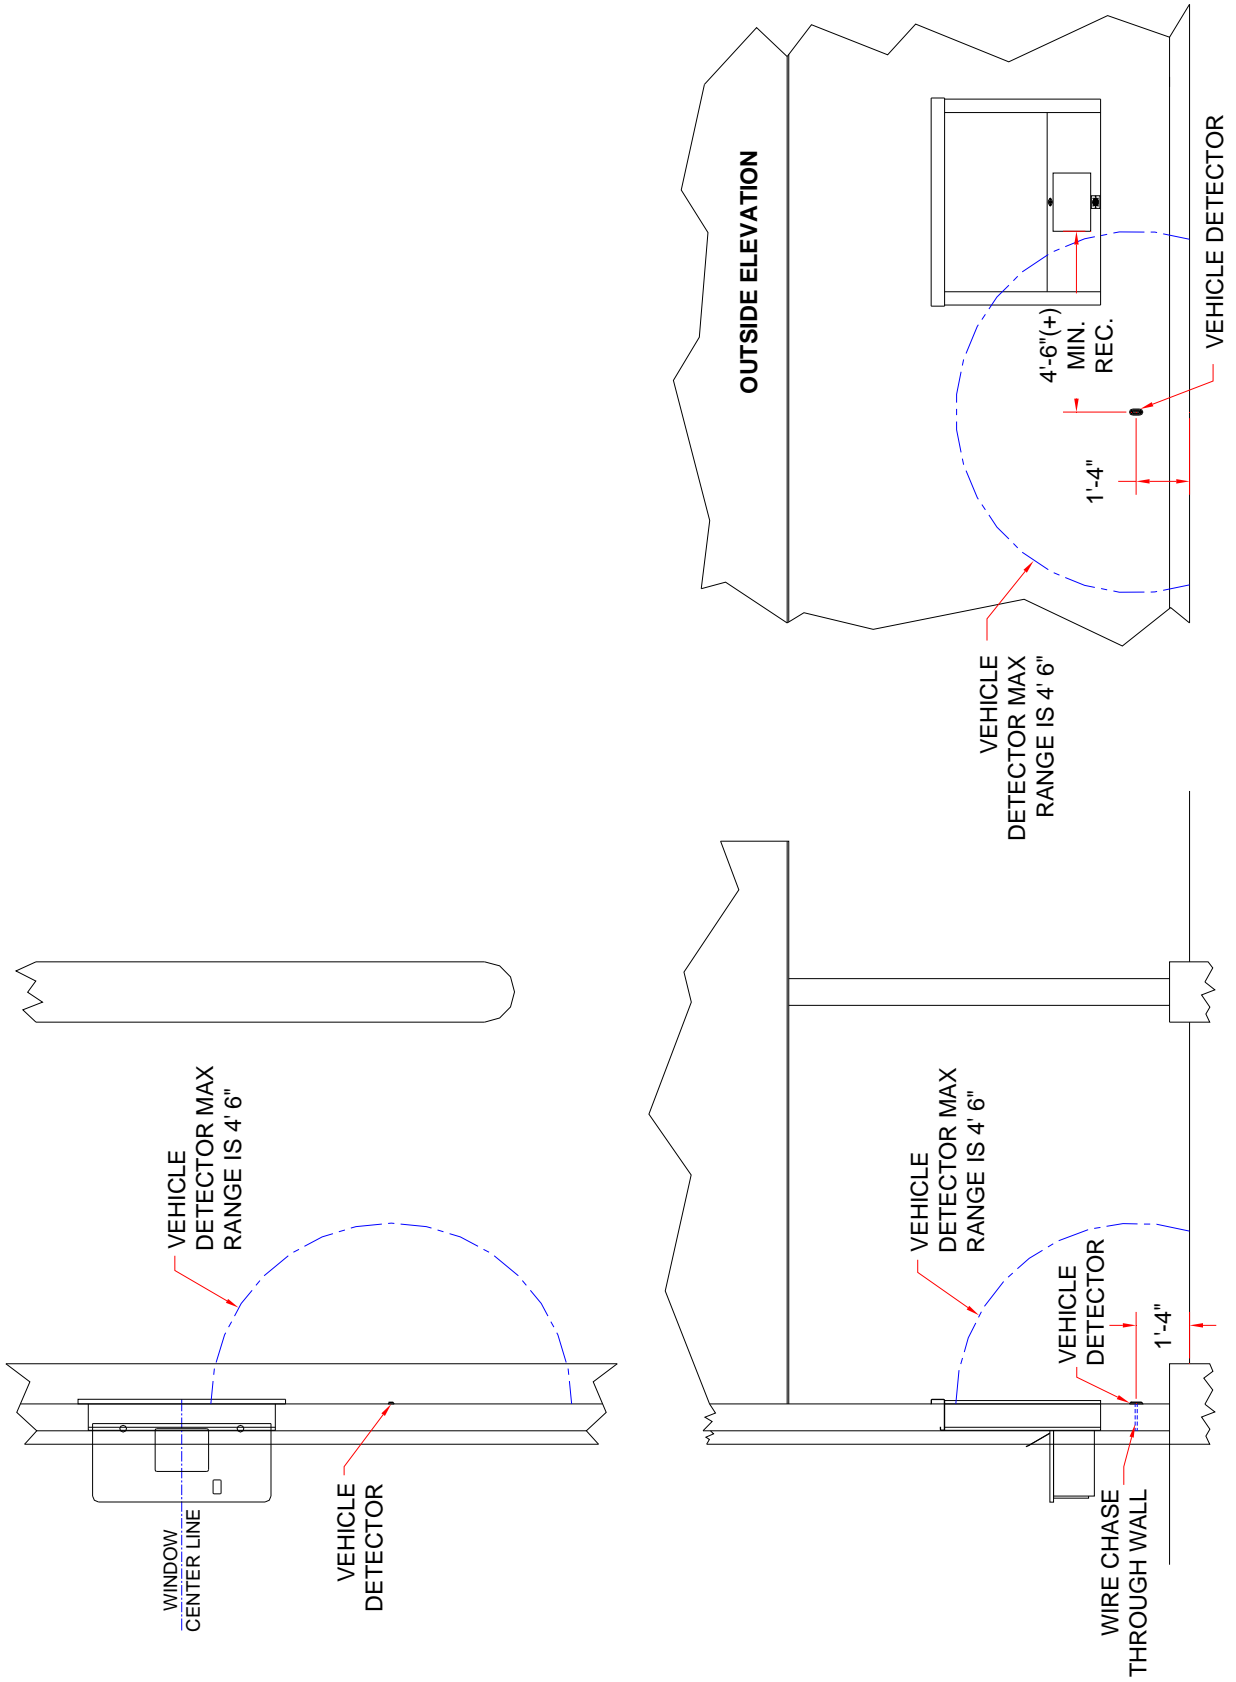 VEHICLE
DETECTOR MAX
RANGE IS 4' 6"
WINDOW
CENTER LINE
VEHICLE
DETECTOR
OUTSIDE ELEVATION
4'-6"(+)
MIN.
REC.
1'-4"
VEHICLE DETECTOR
VEHICLE
DETECTOR MAX
RANGE IS 4' 6"
VEHICLE
DETECTOR MAX
RANGE IS 4' 6"
VEHICLE
DETECTOR
1'-4"
WIRE CHASE
THROUGH WALL